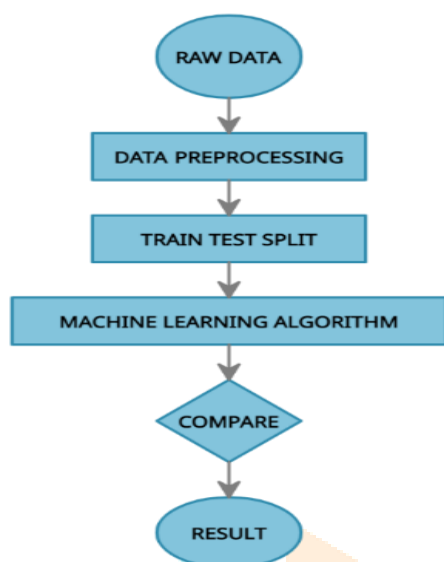 RAW DATA
DATA PREPROCESSING
TRAIN TEST SPLIT
MACHINE LEARNING ALGORITHM
COMPARE
RESULT